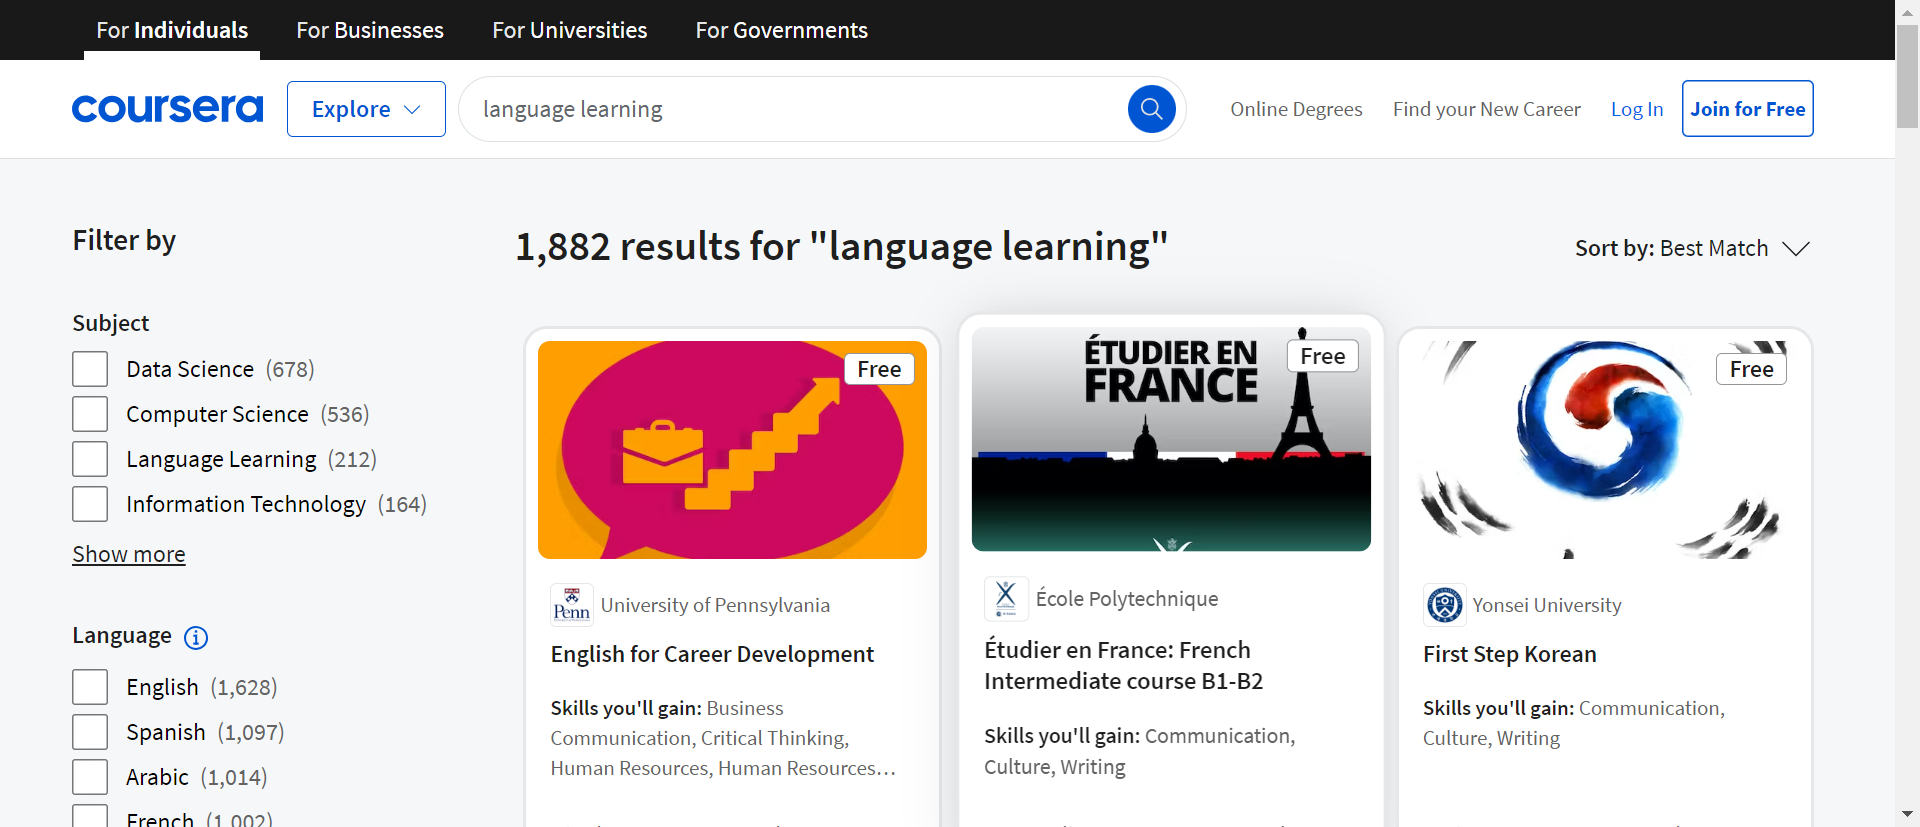 For Individuals
For Businesses
For Universities
For Governments
coursera
Explore
language learning
Online Degrees
Find your New Career
Log In
Join for Free
Filter by
Subject
Data Science (678)
Computer Science (536)
Language Learning (212)
Information Technology (164)
Show more
Language
English (1,628)
Spanish (1,097)
Arabic (1,014)
French (1,002)
1,882 results for "language learning"
Sort by: Best Match
Free
Penn
University of Pennsylvania
English for Career Development
Skills you'll gain: Business
Communication, Critical Thinking,
Human Resources, Human Resources…
ÉTUDIER EN
FRANCE
Free
École Polytechnique
Étudier en France: French
Intermediate course B1-B2
Skills you'll gain: Communication,
Culture, Writing
Free
Yonsei University
First Step Korean
Skills you'll gain: Communication,
Culture, Writing